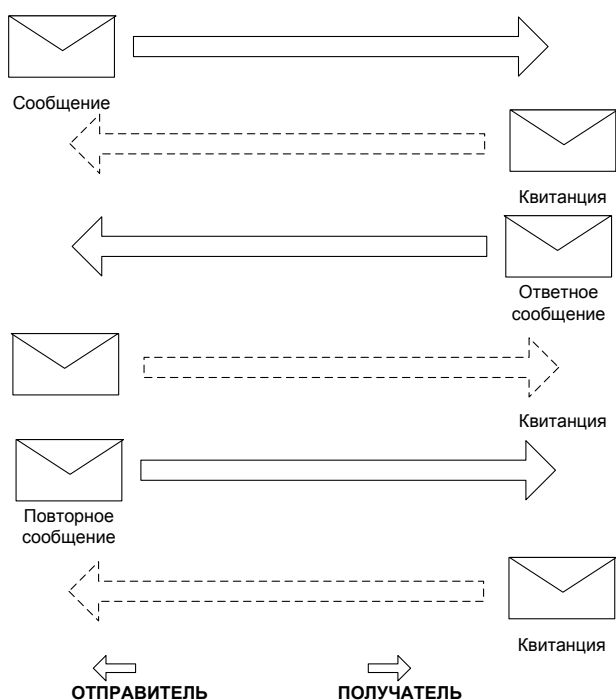 Сообщение
Квитанция
Ответное
сообщение
Квитанция
Повторное
сообщение
Квитанция
ОТПРАВИТЕЛЬ
ПОЛУЧАТЕЛЬ